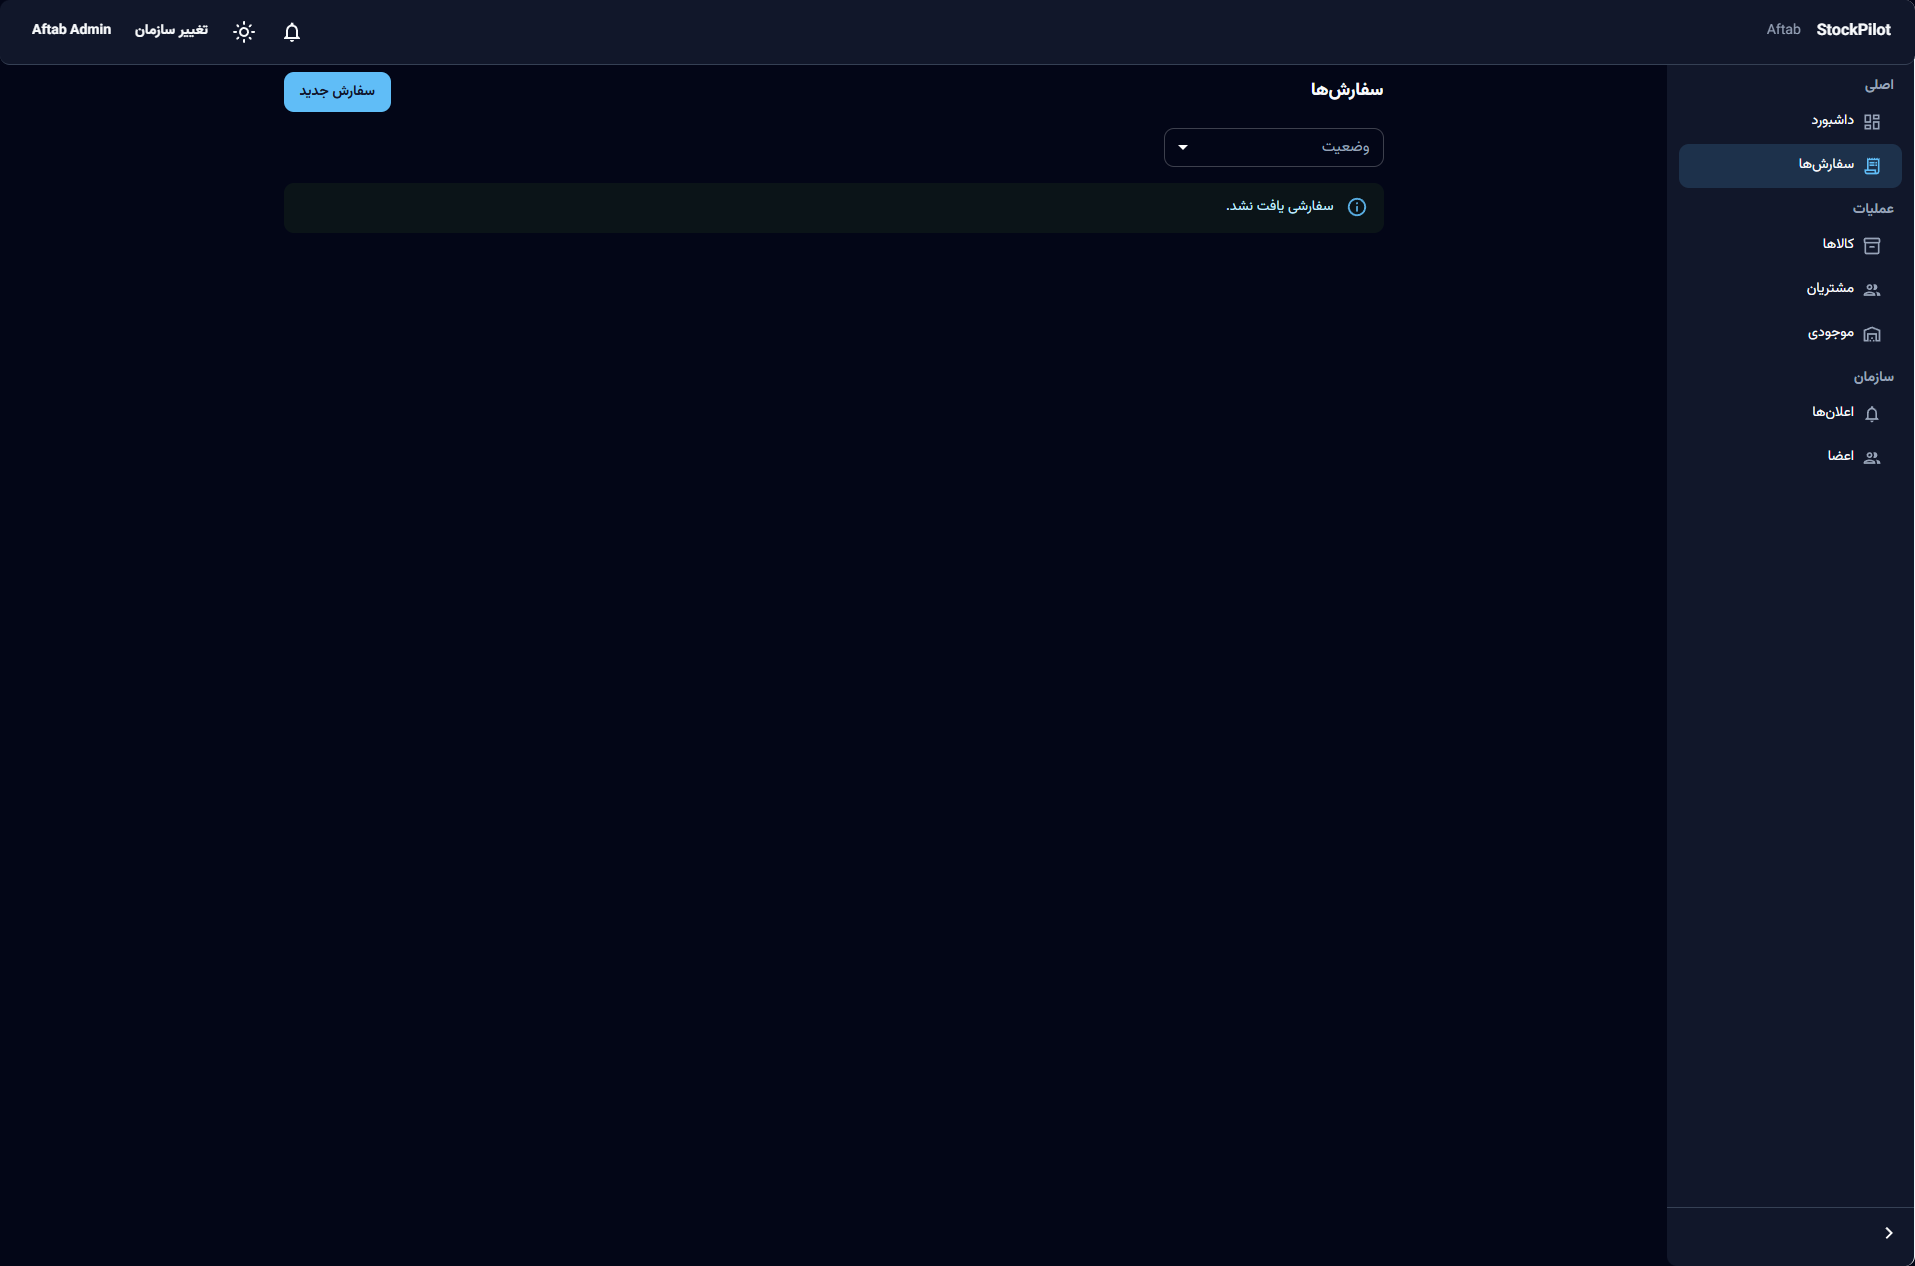 StockPilot Aftab
تغییر سازمان Aftab Admin
اصلی
داشبورد
سفارش‌ها
عملیات
کالاها
مشتریان
موجودی
سازمان
اعلان‌ها
اعضا
سفارش‌ها
سفارش جدید
وضعیت
سفارشی یافت نشد.